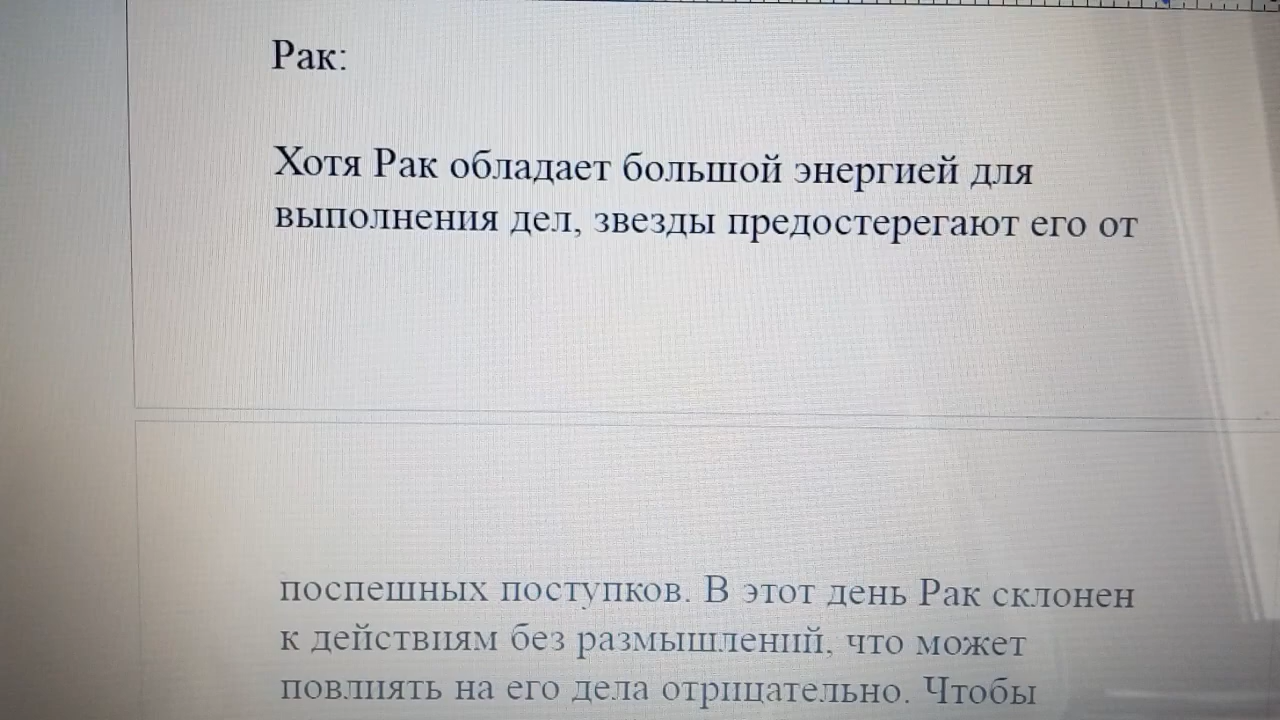 Рак:
Хотя Рак обладает большой энергией для
выполнения дел, звезды предостерегают его от
поспешных поступков. В этот день Рак склонен
к действиям без размышлений, что может
повлиять на его дела отрицательно. Чтобы